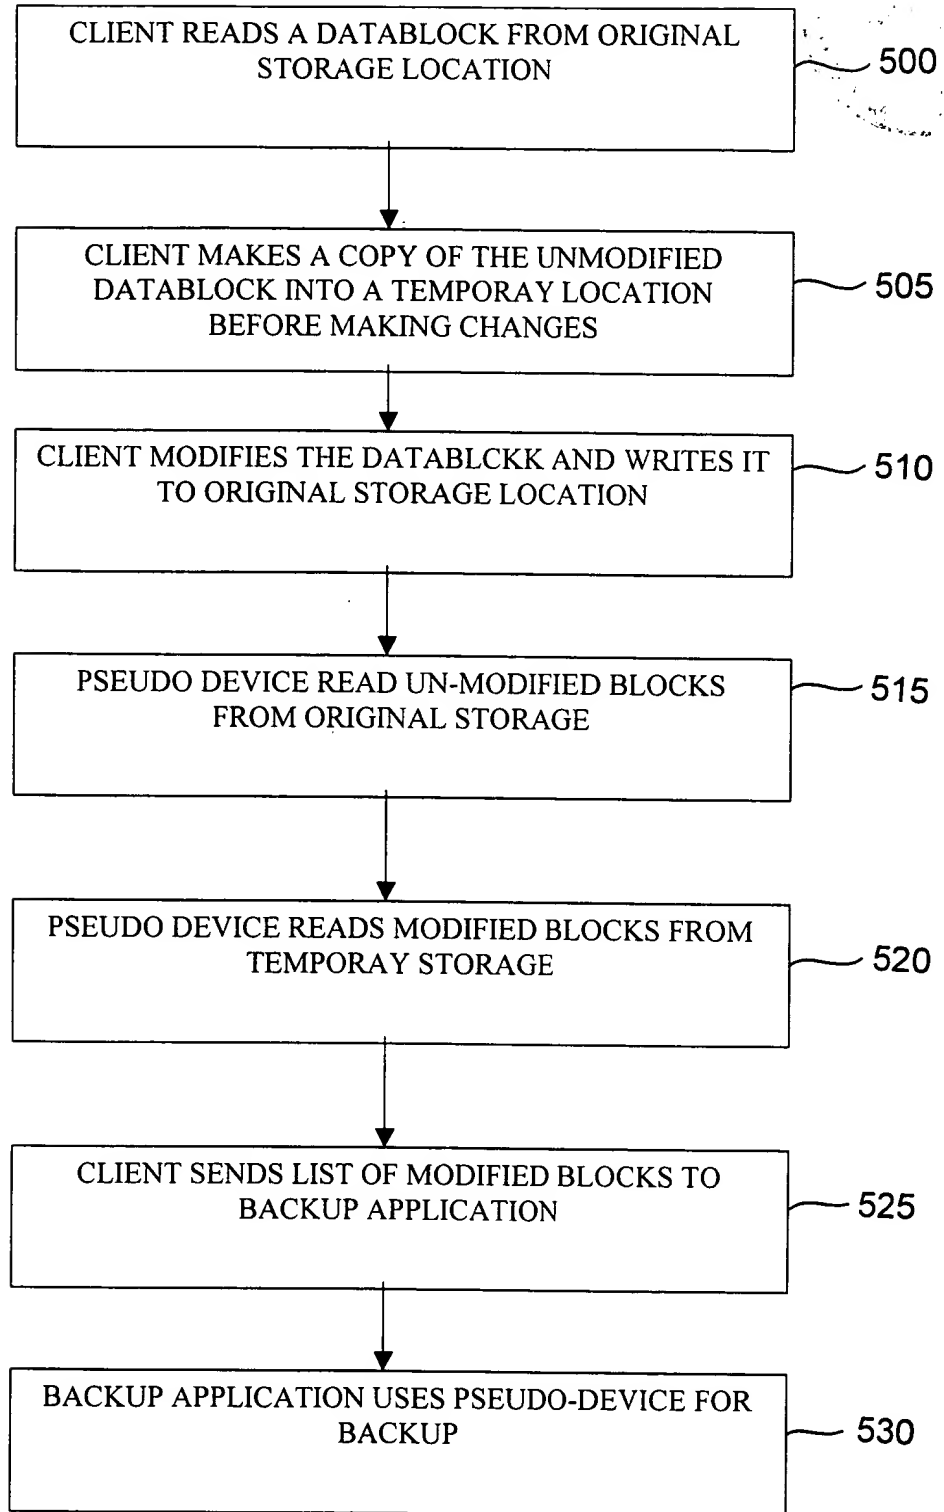 CLIENT READS A DATABLOCK FROM ORIGINAL
STORAGE LOCATION
500
CLIENT MAKES A COPY OF THE UNMODIFIED
DATABLOCK INTO A TEMPORAY LOCATION
BEFORE MAKING CHANGES
505
CLIENT MODIFIES THE DATABLCKK AND WRITES IT
TO ORIGINAL STORAGE LOCATION
510
PSEUDO DEVICE READ UN-MODIFIED BLOCKS
FROM ORIGINAL STORAGE
515
PSEUDO DEVICE READS MODIFIED BLOCKS FROM
TEMPORAY STORAGE
520
CLIENT SENDS LIST OF MODIFIED BLOCKS TO
BACKUP APPLICATION
525
BACKUP APPLICATION USES PSEUDO-DEVICE FOR
BACKUP
530